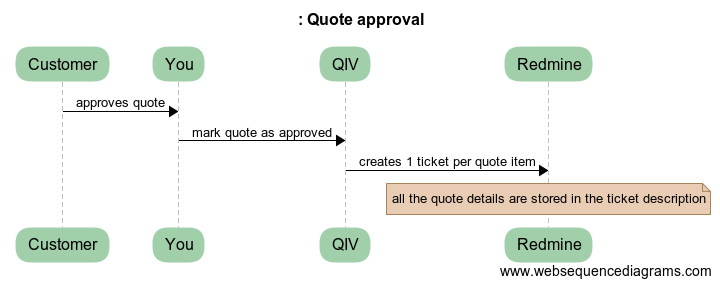 : Quote approval
Customer You QIV Redmine
approves quote
mark quote as approved
creates 1 ticket per quote item
all the quote details are stored in the ticket description
Customer You QIV Redmine
www.websequencediagrams.com